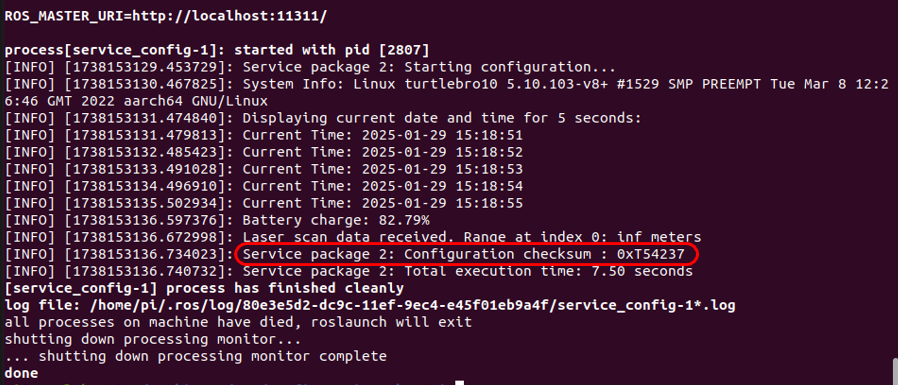 ROS_MASTER_URI=http://localhost:11311/
process[service_config-1]: started with pid [2807]
[INFO] [1738153129.453729]: Service package 2: Starting configuration...
[INFO] [1738153130.467825]: System Info: Linux turtlebro10 5.10.103-v8+ #1529 SMP PREEMPT Tue Mar 8 12:2
6:46 GMT 2022 aarch64 GNU/Linux
[INFO] [1738153131.474840]: Displaying current date and time for 5 seconds:
[INFO] [1738153131.479813]: Current Time: 2025-01-29 15:18:51
[INFO] [1738153132.485423]: Current Time: 2025-01-29 15:18:52
[INFO] [1738153133.491028]: Current Time: 2025-01-29 15:18:53
[INFO] [1738153134.496910]: Current Time: 2025-01-29 15:18:54
[INFO] [1738153135.502934]: Current Time: 2025-01-29 15:18:55
[INFO] [1738153136.597376]: Battery charge: 82.79%
[INFO] [1738153136.672998]: Laser scan data received. Range at index 0: inf meters
[INFO] [1738153136.734023]: Service package 2: Configuration checksum : 0xT54237
[INFO] [1738153136.740732]: Service package 2: Total execution time: 7.50 seconds
[service_config-1] process has finished cleanly
log file: /home/pi/.ros/log/80e3e5d2-dc9c-11ef-9ec4-e45f01eb9a4f/service_config-1*.log
all processes on machine have died, roslaunch will exit
shutting down processing monitor...
... shutting down processing monitor complete
done